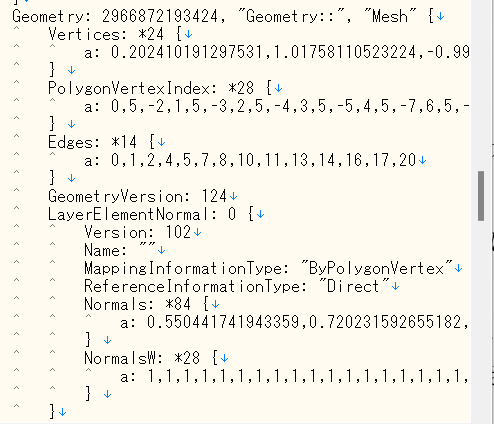 Geometry: 2966872193424, "Geometry::", "Mesh" {
Vertices: *24 {
a: 0.202410191297531,1.01758110523224,-0.99
}
PolygonVertexIndex: *28 {
a: 0,5,-2,1,5,-3,2,5,-4,3,5,-5,4,5,-7,6,5,-
}
Edges: *14 {
a: 0,1,2,4,5,7,8,10,11,13,14,16,17,20
}
GeometryVersion: 124
LayerElementNormal: 0 {
Version: 102
Name: ""
MappingInformationType: "ByPolygonVertex"
ReferenceInformationType: "Direct"
Normals: *84 {
a: 0.550441741943359,0.720231592655182,
}
NormalsW: *28 {
a: 1,1,1,1,1,1,1,1,1,1,1,1,1,1,1,1,1,1,
}
}